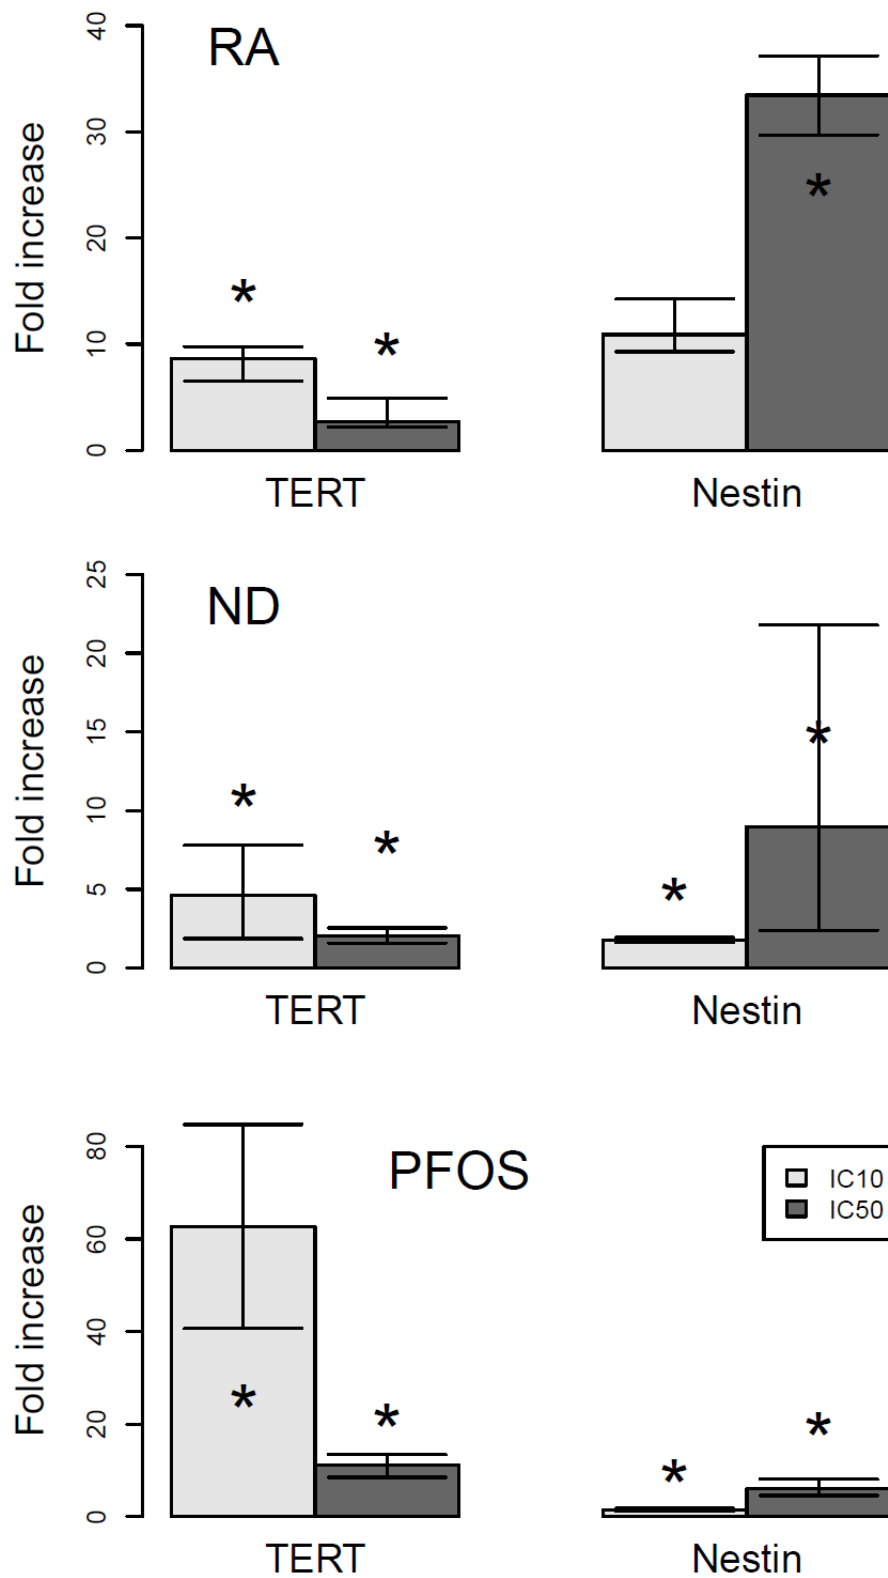 RA
Fold increase
40
30
20
10
0
*
*
*
TERT
Nestin
ND
Fold increase
25
20
15
10
5
0
*
*
*
*
TERT
Nestin
PFOS
Fold increase
80
60
40
20
0
IC10
IC50
*
*
*
*
TERT
Nestin